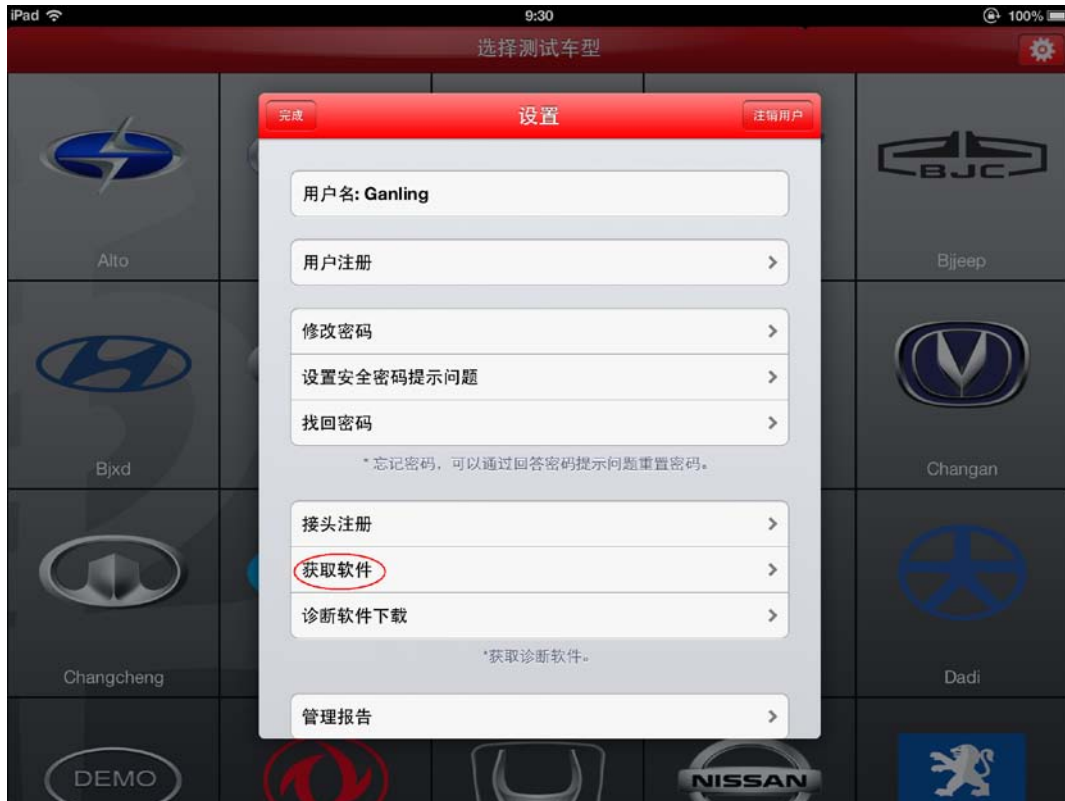 iPad 9:30 100%
选择测试车型
完成 设置 注销用户
用户名: Ganling
用户注册
修改密码
设置安全密码提示问题
找回密码
*忘记密码，可以通过回答密码提示问题重置密码。
接头注册
获取软件
诊断软件下载
*获取诊断软件。
管理报告
BJC
Alto
Bjjeep
Bjxd
Changan
Changcheng
Dadi
DEMO
NISSAN